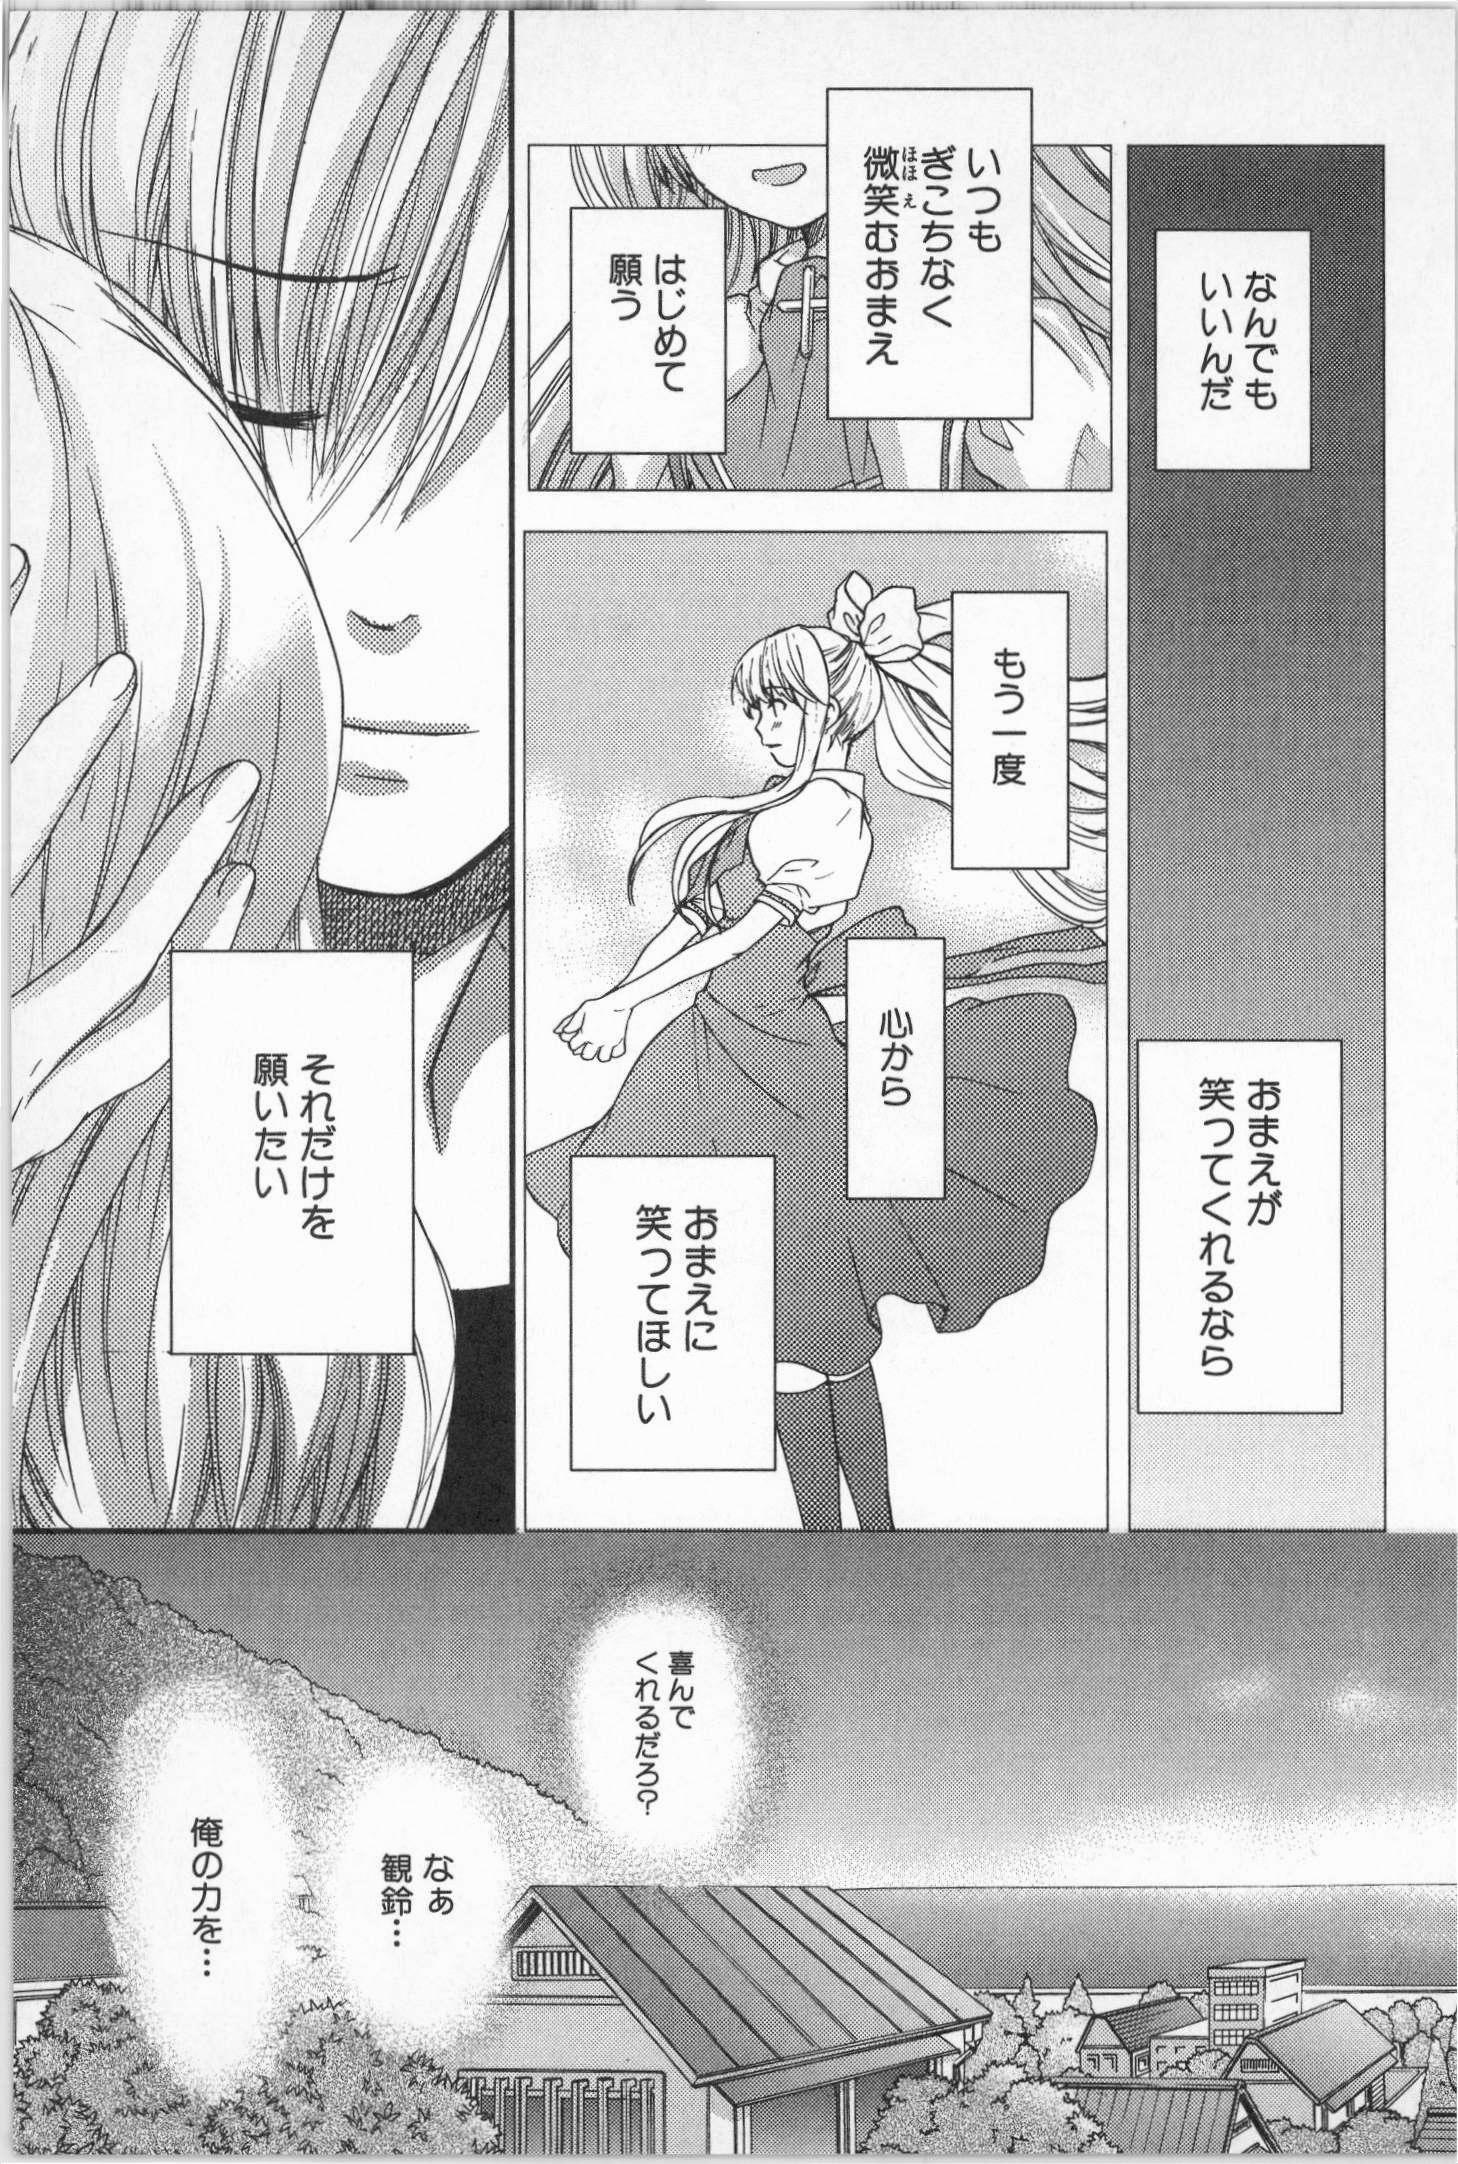 なんでも
いいんだ
おまえが
笑ってくれるなら
いつも
ぎこちなく
微笑むおまえ
ほほえ
はじめて
願う
もう一度
心から
おまえに
笑ってほしい
それだけを
願いたい
喜んで
くれるだろ?
なぁ
観鈴…
俺の力を…